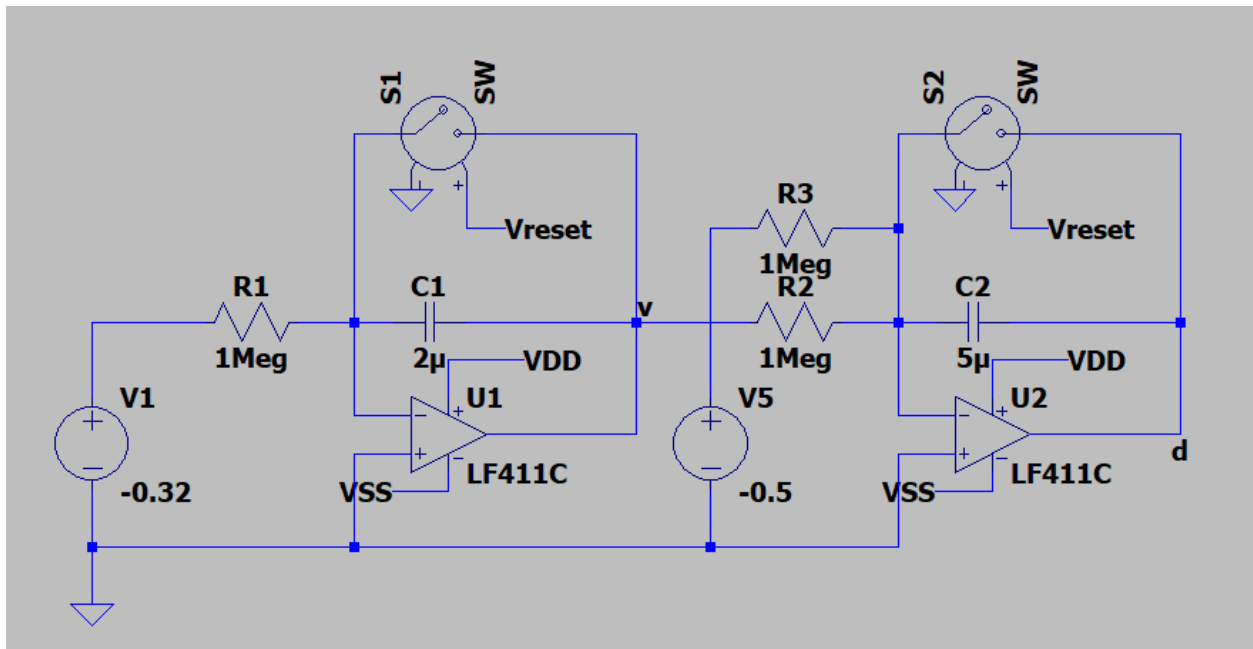 S1
SW
S2
SW
Vreset
Vreset
R3
1Meg
R1
C1
R2
C2
v
1Meg
2µ
1Meg
5µ
VDD
VDD
V1
U1
V5
U2
-0.32
VSS
LF411C
-0.5
VSS
LF411C
d